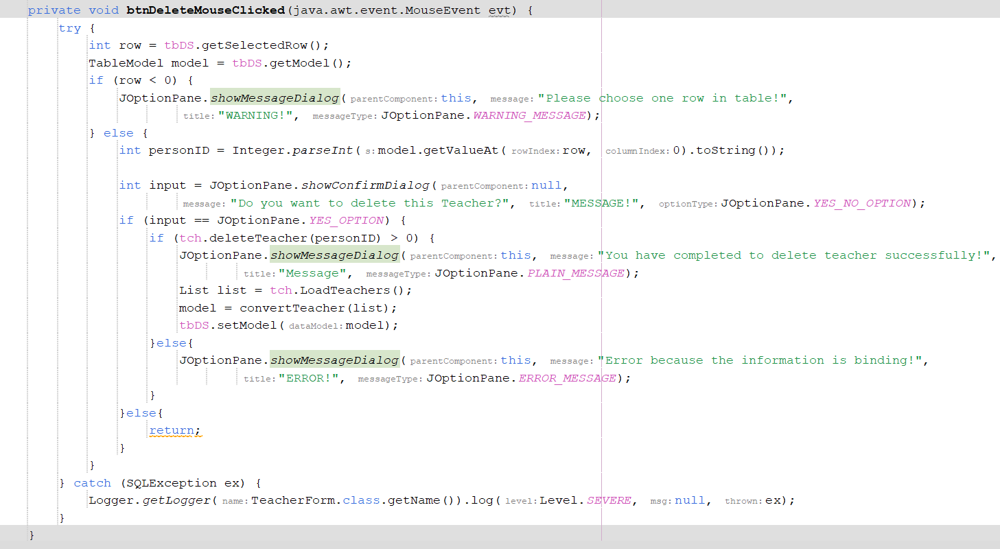 private void btnDeleteMouseClicked(java.awt.event.MouseEvent evt) {
try {
int row = tbDS.getSelectedRow();
TableModel model = tbDS.getModel();
if (row < 0) {
JOptionPane.showMessageDialog( parentComponent: this, message: "Please choose one row in table!",
title: "WARNING!", messageType: JOptionPane.WARNING_MESSAGE);
} else {
int personID = Integer.parseInt( s: model.getValueAt( rowIndex: row, columnIndex: 0).toString());
int input = JOptionPane.showConfirmDialog( parentComponent: null,
message: "Do you want to delete this Teacher?", title: "MESSAGE!", optionType: JOptionPane.YES_NO_OPTION);
if (input == JOptionPane.YES_OPTION) {
if (tch.deleteTeacher(personID) > 0) {
JOptionPane.showMessageDialog( parentComponent: this, message: "You have completed to delete teacher successfully!",
title: "Message", messageType: JOptionPane.PLAIN_MESSAGE);
List list = tch.LoadTeachers();
model = convertTeacher(list);
tbDS.setModel( dataModel: model);
}else{
JOptionPane.showMessageDialog( parentComponent: this, message: "Error because the information is binding!",
title: "ERROR!", messageType: JOptionPane.ERROR_MESSAGE);
}
}else{
return;
}
}
} catch (SQLException ex) {
Logger.getLogger( name: TeacherForm.class.getName()).log( level: Level.SEVERE, msg: null, thrown: ex);
}
}